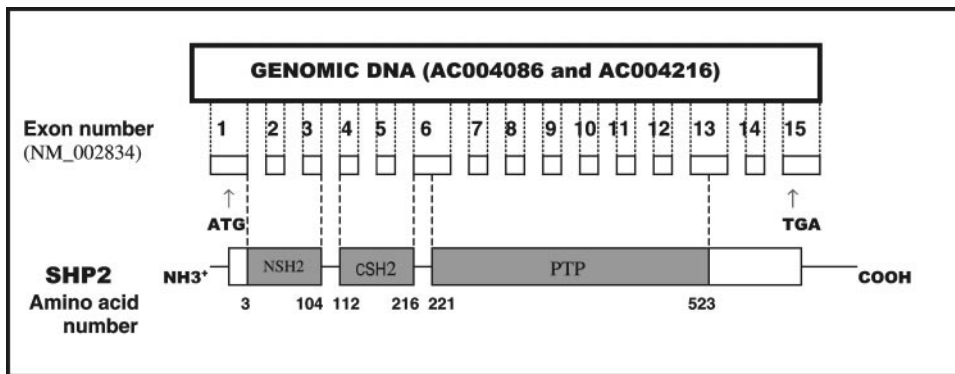 GENOMIC DNA (AC004086 and AC004216)
Exon number 1 2 3 4 5 6 7 8 9 10 11 12 13 14 15
(NM_002834)
ATG TGA
SHP2 NH3+ NSH2 CSH2 PTP COOH
Amino acid 3 104 112 216 221 523
number